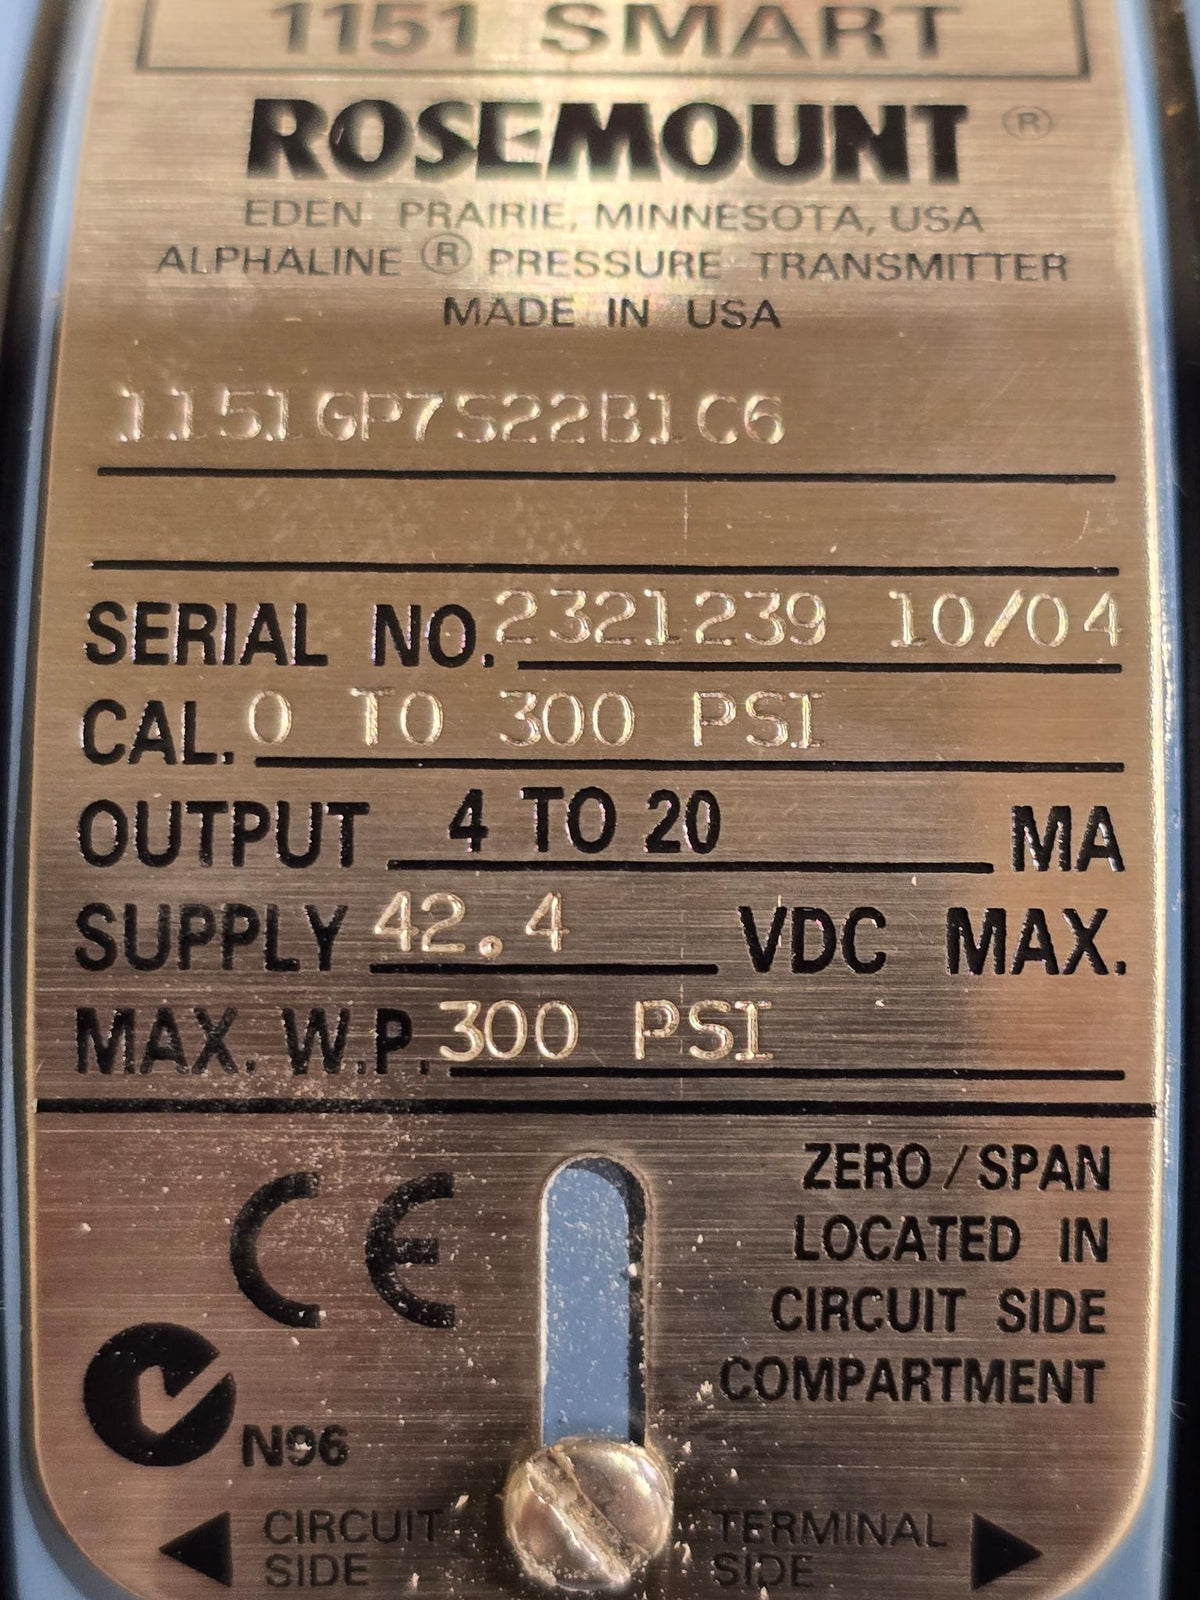 1151 SMART
ROSEMOUNT ®
EDEN PRAIRIE, MINNESOTA, USA
ALPHALINE ® PRESSURE TRANSMITTER
MADE IN USA
1151GP7S22B1C6
SERIAL NO. 2321239 10/04
CAL. 0 TO 300 PSI
OUTPUT 4 TO 20 MA
SUPPLY 42.4 VDC MAX.
MAX. W.P. 300 PSI
CE
ZERO / SPAN
LOCATED IN
CIRCUIT SIDE
COMPARTMENT
N96
CIRCUIT
SIDE
TERMINAL
SIDE